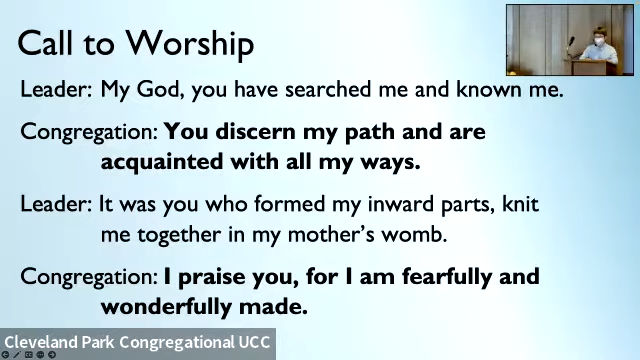 Call to Worship
Leader: My God, you have searched me and known me.
Congregation: You discern my path and are
acquainted with all my ways.
Leader: It was you who formed my inward parts, knit
me together in my mother's womb.
Congregation: I praise you, for I am fearfully and
wonderfully made.
Cleveland Park Congregational UCC